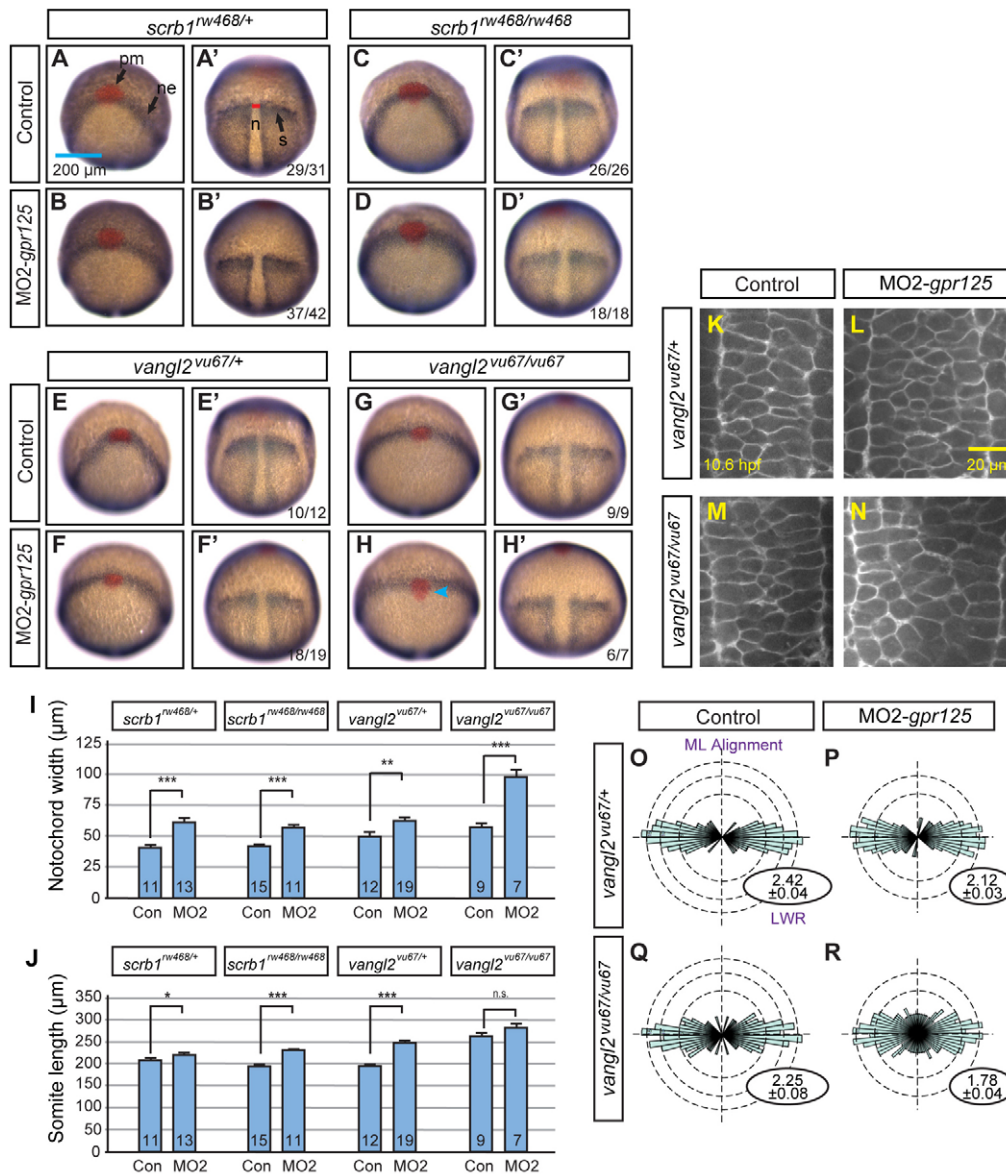 scrb1rw468/+
scrb1rw468/rw468
Control
A
pm
ne
200 µm
A'
n
s
29/31
C
C'
26/26
MO2-gpr125
B
B'
37/42
D
D'
18/18
vangl2vu67/+
vangl2vu67/vu67
Control
E
E'
10/12
G
G'
9/9
MO2-gpr125
F
F'
18/19
H
H'
6/7
Control
MO2-gpr125
vangl2vu67/+
K
10.6 hpf
L
20 µm
vangl2vu67/vu67
M
N
I
scrb1rw468/+
scrb1rw468/rw468
vangl2vu67/+
vangl2vu67/vu67
Notochord width (µm)
125
100
75
50
25
0
***
***
**
***
11
13
15
11
12
19
9
7
Con
MO2
Con
MO2
Con
MO2
Con
MO2
J
scrb1rw468/+
scrb1rw468/rw468
vangl2vu67/+
vangl2vu67/vu67
Somite length (µm)
350
300
250
200
150
100
50
0
*
***
***
n.s.
11
13
15
11
12
19
9
7
Con
MO2
Con
MO2
Con
MO2
Con
MO2
Control
MO2-gpr125
vangl2vu67/+
O
ML Alignment
2.42
±0.04
LWR
P
2.12
±0.03
vangl2vu67/vu67
Q
2.25
±0.08
R
1.78
±0.04